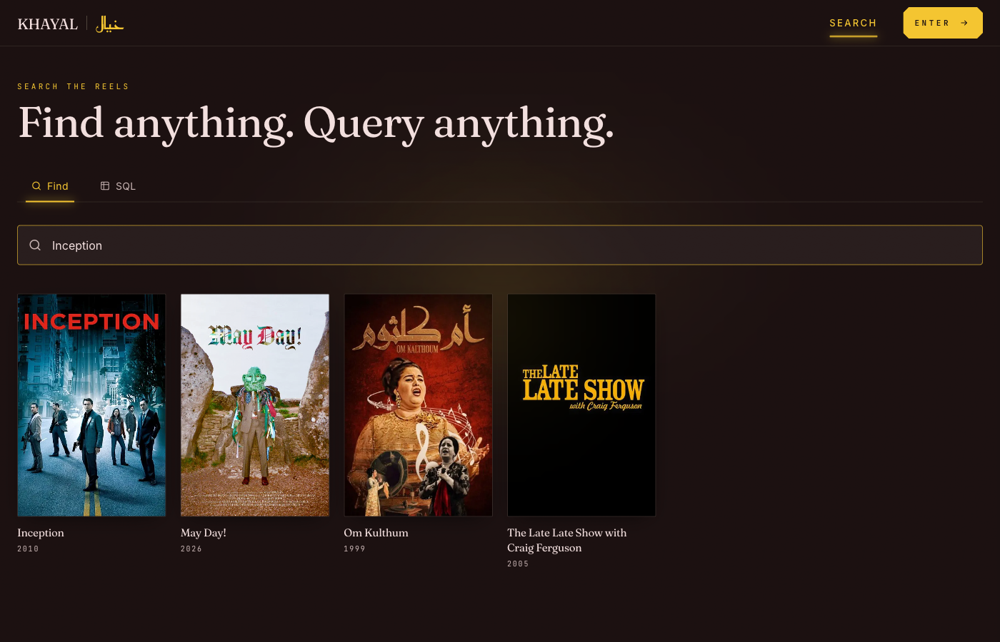 KHAYAL
خيال
SEARCH
ENTER →
SEARCH THE REELS
Find anything. Query anything.
Find
SQL
Inception
INCEPTION
May Day!
أم كلثوم
OM KALTHOUM
THE LATE
LATE SHOW
with Craig Ferguson
Inception
2010
May Day!
2026
Om Kulthum
1999
The Late Late Show with
Craig Ferguson
2005